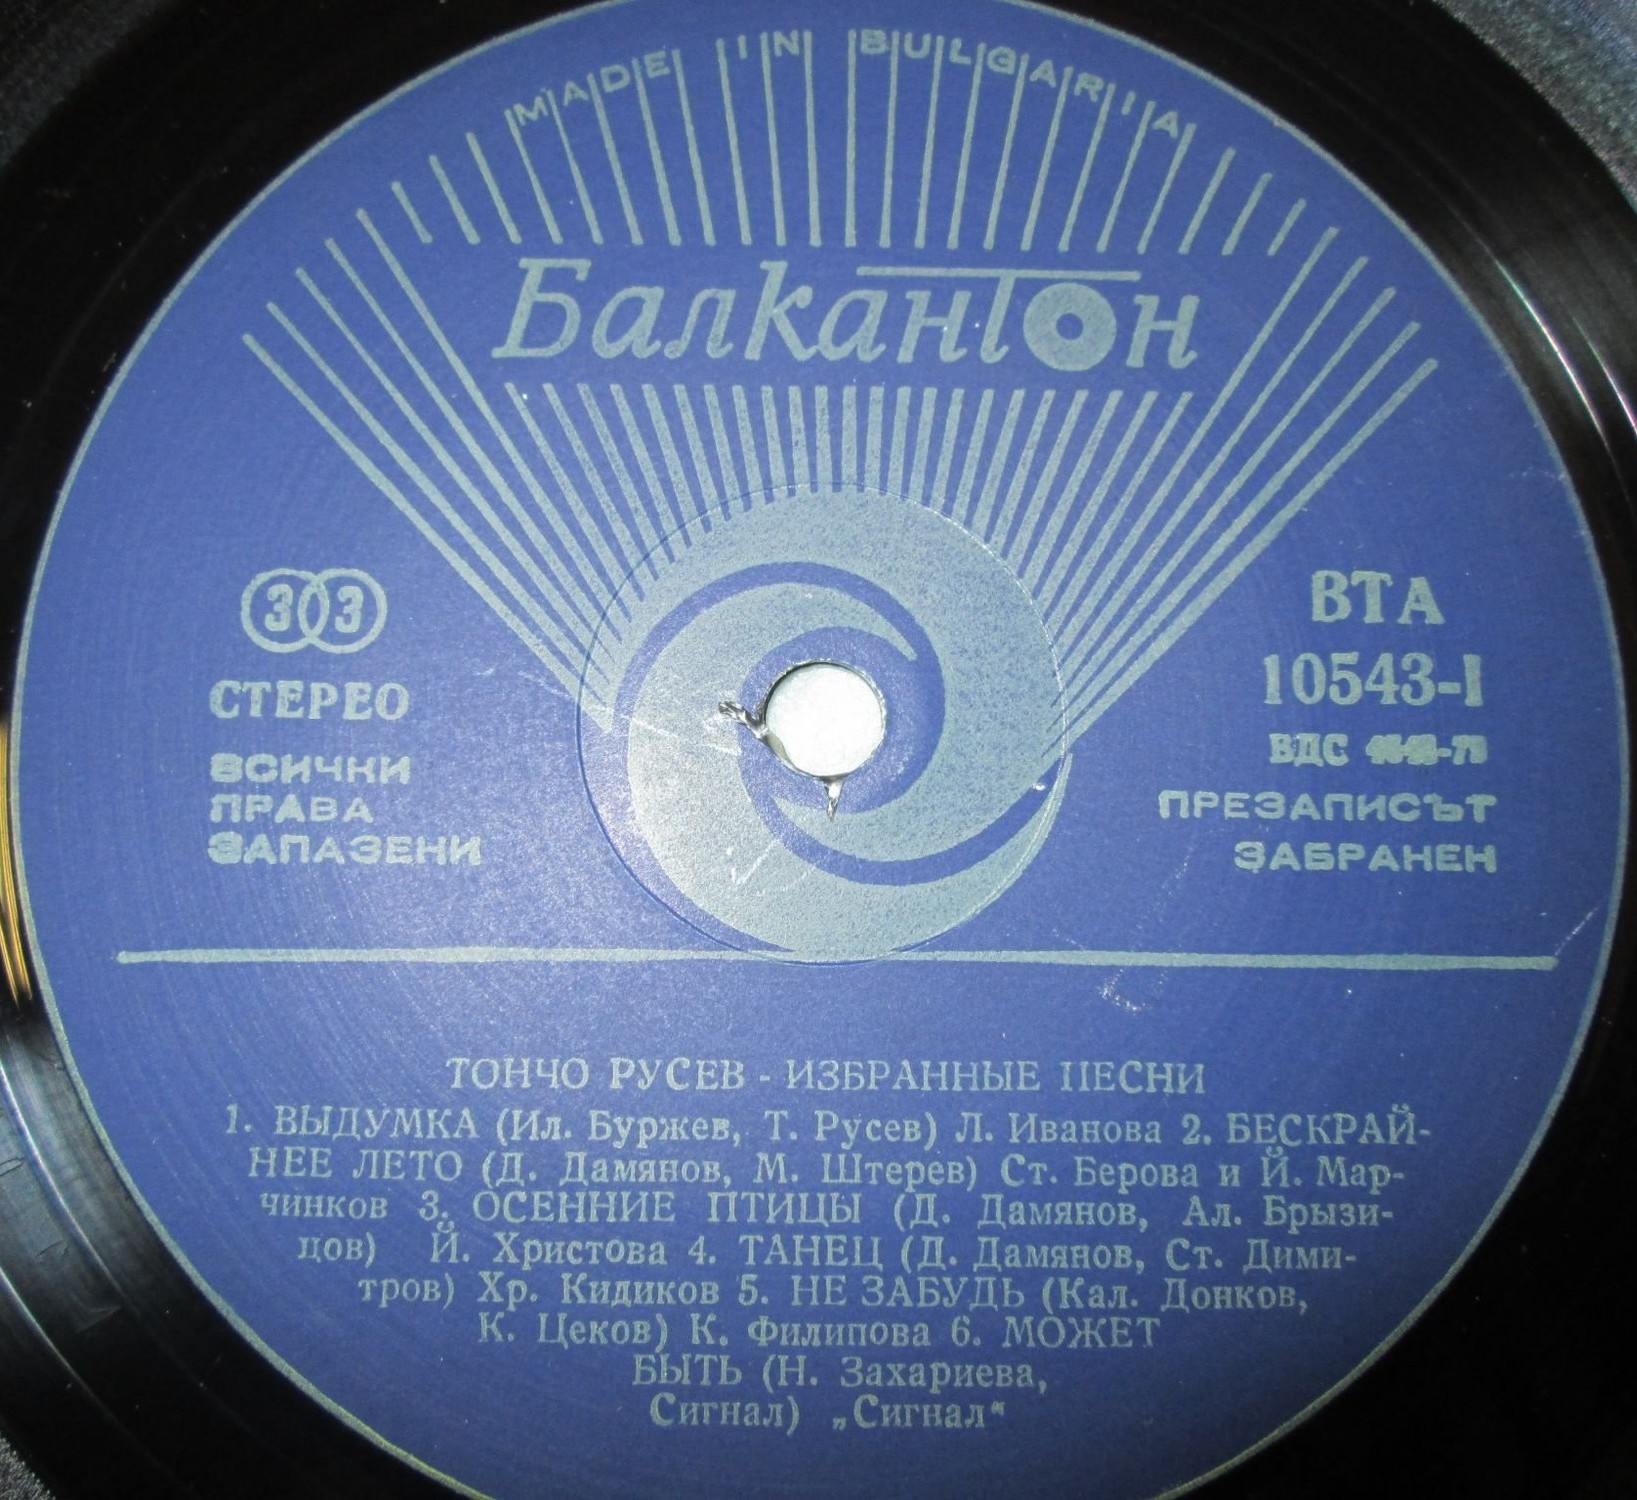 MADE IN BULGARIA
Балкантон
33
СТЕРЕО
ВСИЧКИ
ПРАВА
ЗАПАЗЕНИ
ВТА
10543-I
ВДС
ПРЕЗАПИСЪТ
ЗАБРАНЕН
ТОНЧО РУСЕВ - ИЗБРАННЫЕ ПЕСНИ
1. ВЫДУМКА (Ил. Буржев, Т. Русев) Л. Иванова 2. БЕСКРАЙ-
НЕЕ ЛЕТО (Д. Дамянов, М. Штерев) Ст. Берова и Й. Мар-
чинков 3. ОСЕННИЕ ПТИЦЫ (Д. Дамянов, Ал. Брызи-
цов) Й. Христова 4. ТАНЕЦ (Д. Дамянов, Ст. Дими-
тров) Хр. Кидиков 5. НЕ ЗАБУДЬ (Кал. Донков,
К. Цеков) К. Филипова 6. МОЖЕТ
БЫТЬ (Н. Захариева,
Сигнал) „Сигнал“